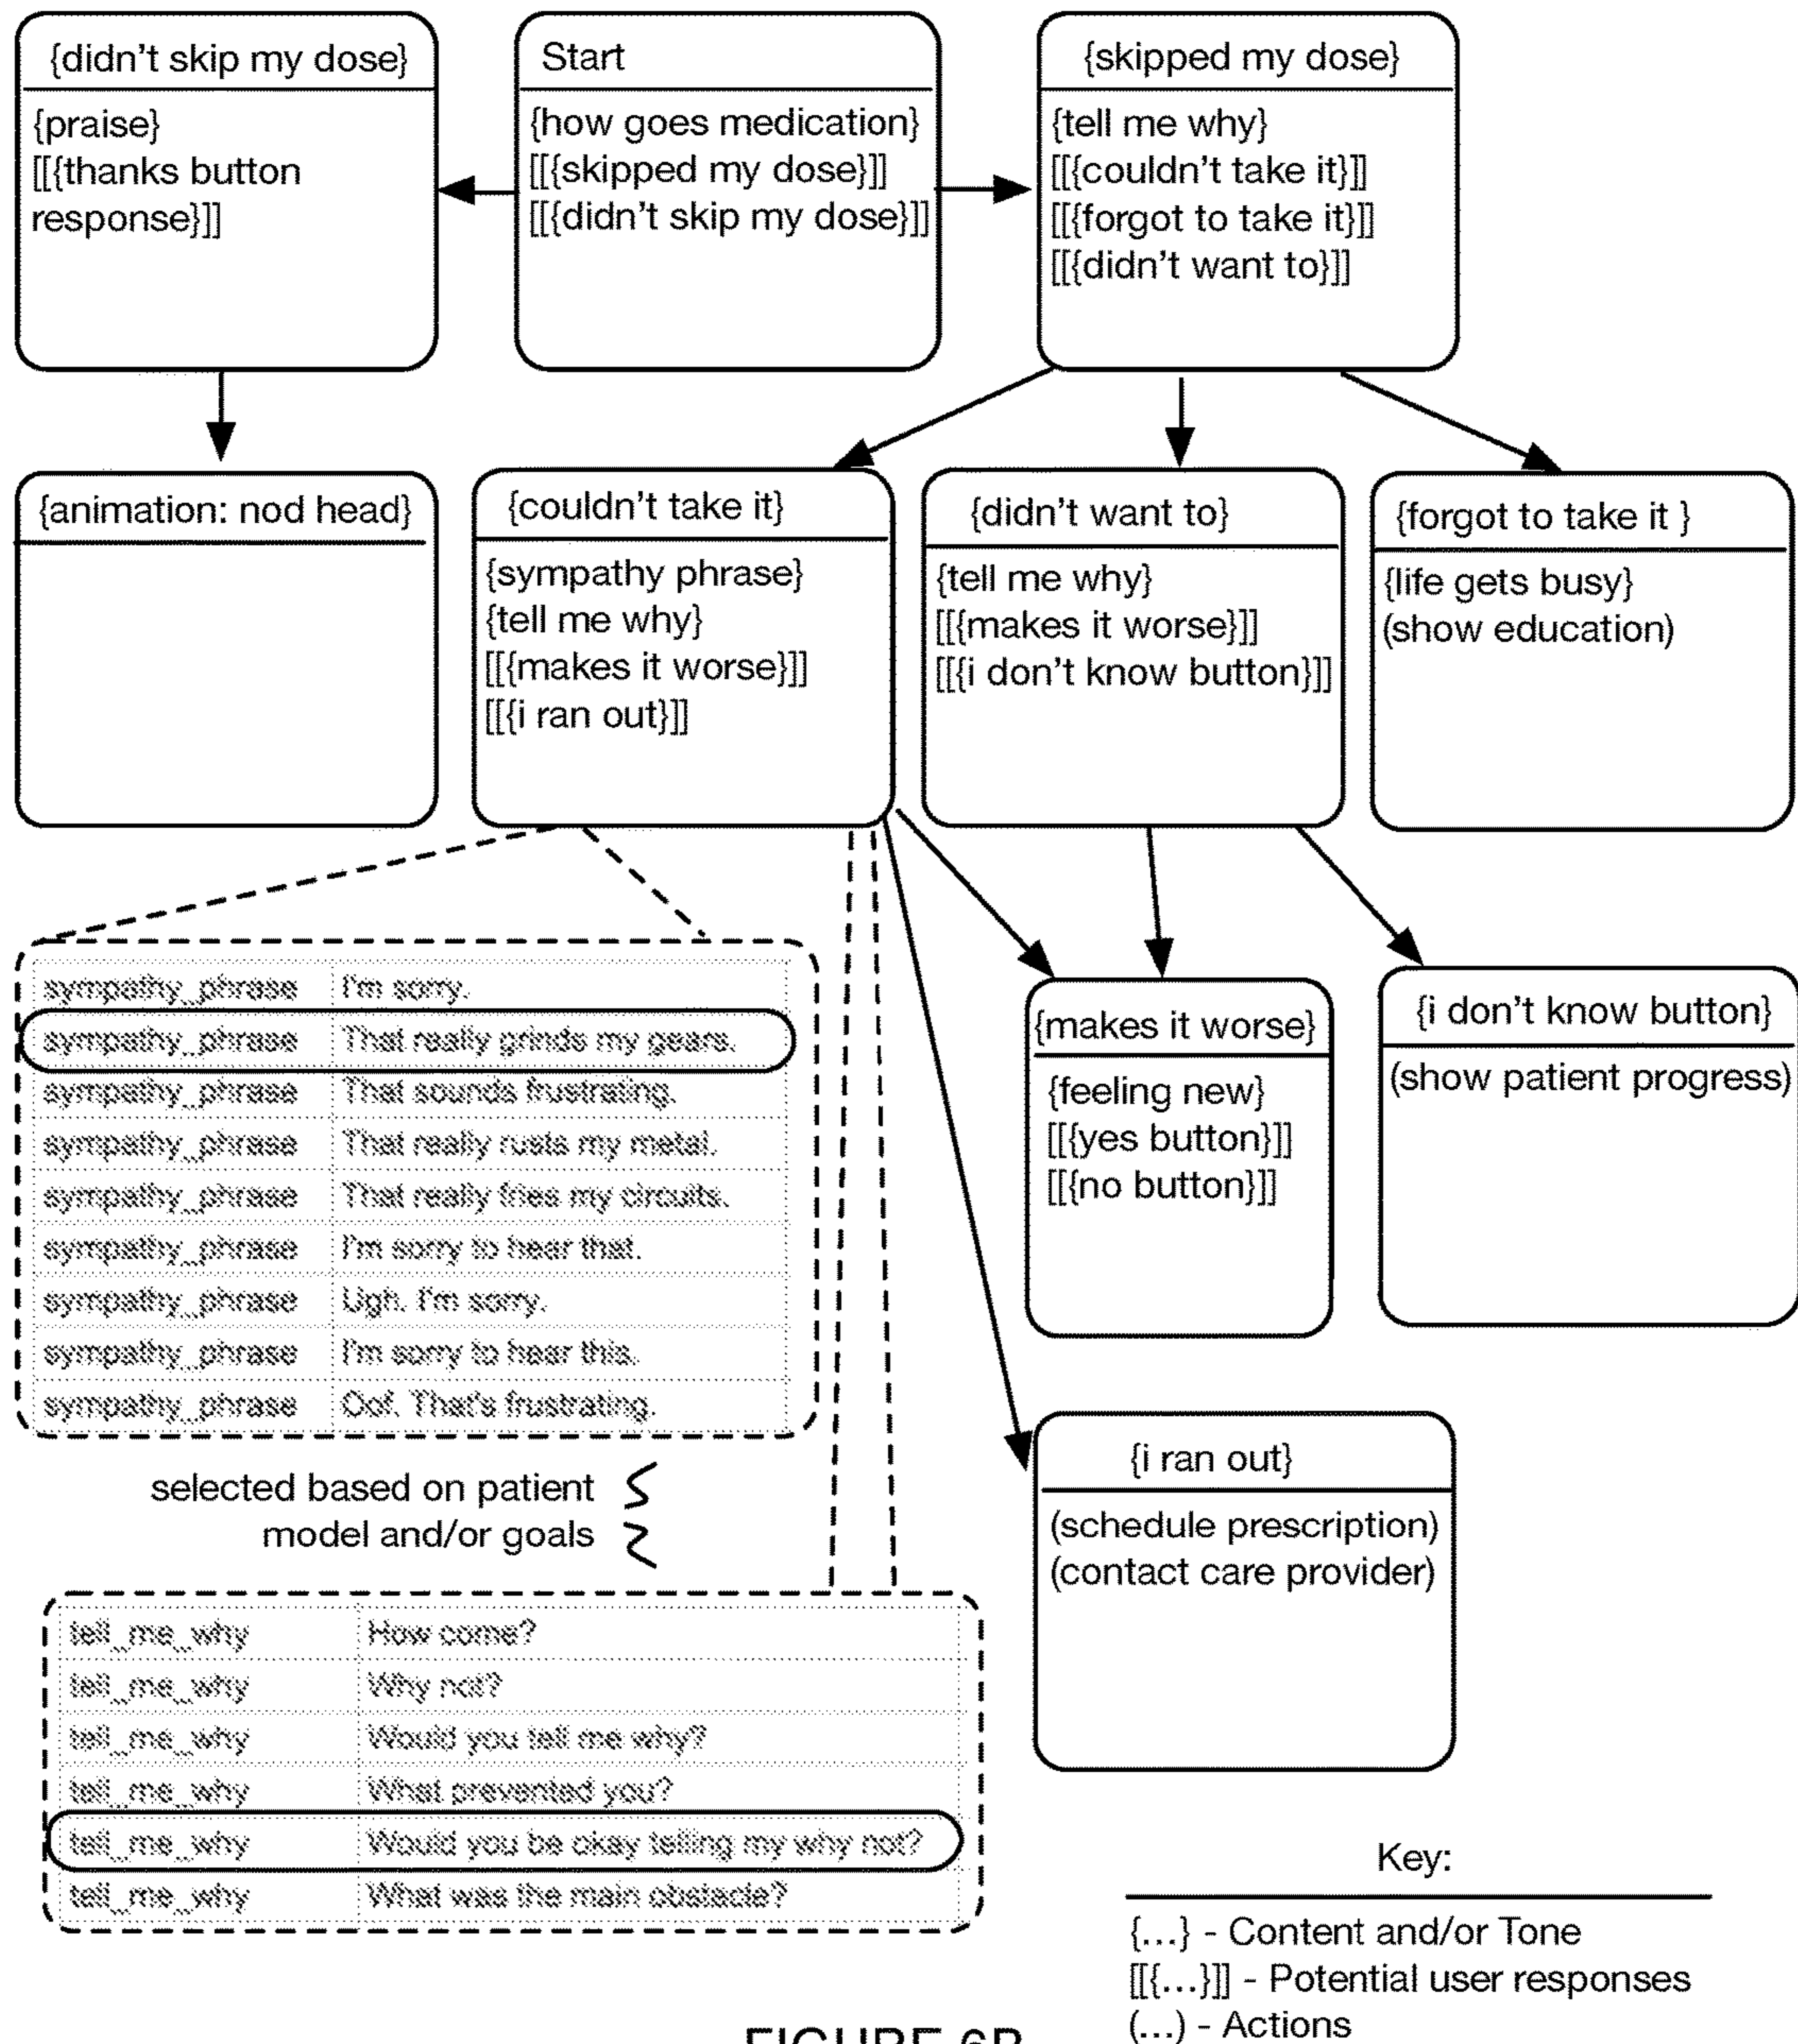 {didn't skip my dose}
{praise}
[[{thanks button
response}]]
Start
{how goes medication}
[[{skipped my dose}]]
[[{didn't skip my dose}]]
{skipped my dose}
{tell me why}
[[{couldn't take it}]]
[[{forgot to take it}]]
[[{didn't want to}]]
{animation: nod head}
{couldn't take it}
{sympathy phrase}
{tell me why}
[[{makes it worse}]]
[[{i ran out}]]
{didn't want to}
{tell me why}
[[{makes it worse}]]
[[{i don't know button}]]
{forgot to take it }
{life gets busy}
(show education)
sympathy_phrase I'm sorry.
sympathy_phrase That really grinds my gears.
sympathy_phrase That sounds frustrating.
sympathy_phrase That really rusts my metal.
sympathy_phrase That really fries my circuits.
sympathy_phrase I'm sorry to hear that.
sympathy_phrase Ugh. I'm sorry.
sympathy_phrase I'm sorry to hear this.
sympathy_phrase Oof. That's frustrating.
{makes it worse}
{feeling new}
[[{yes button}]]
[[{no button}]]
{i don't know button}
(show patient progress)
selected based on patient
model and/or goals
{i ran out}
(schedule prescription)
(contact care provider)
tell_me_why How come?
tell_me_why Why not?
tell_me_why Would you tell me why?
tell_me_why What prevented you?
tell_me_why Would you be okay telling my why not?
tell_me_why What was the main obstacle?
Key:
{...} - Content and/or Tone
[[{...}]] - Potential user responses
(...) - Actions
FIGURE 6B